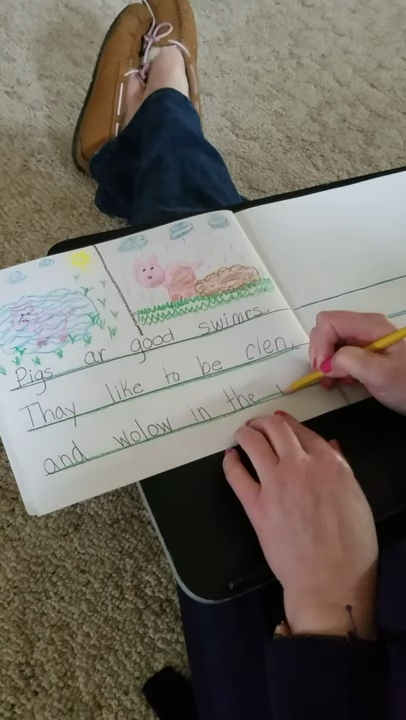 Pigs ar good swimrs.
Thay like to be clen,
and wolow in the